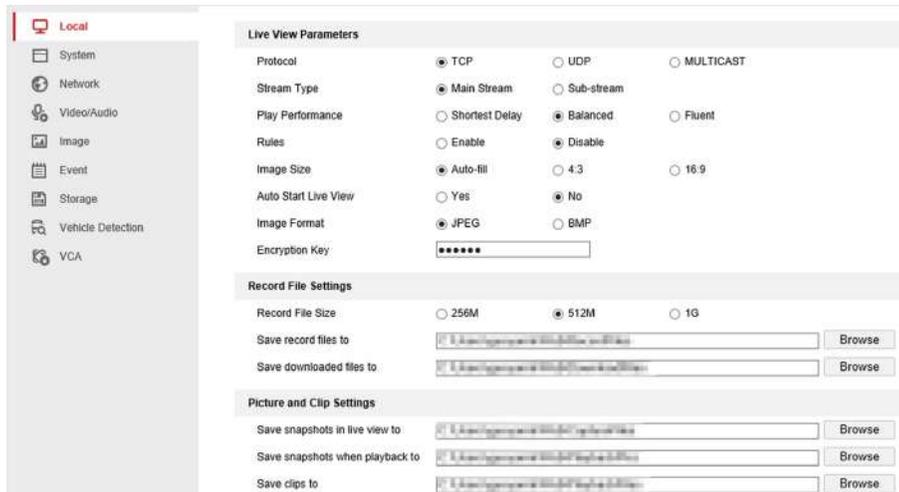 Local
System
Network
Video/Audio
Image
Event
Storage
Vehicle Detection
VCA
Live View Parameters
Protocol TCP UDP MULTICAST
Stream Type Main Stream Sub-stream
Play Performance Shortest Delay Balanced Fluent
Rules Enable Disable
Image Size Auto-fill 4:3 16:9
Auto Start Live View Yes No
Image Format JPEG BMP
Encryption Key ••••••
Record File Settings
Record File Size 256M 512M 1G
Save record files to Browse
Save downloaded files to Browse
Picture and Clip Settings
Save snapshots in live view to Browse
Save snapshots when playback to Browse
Save clips to Browse